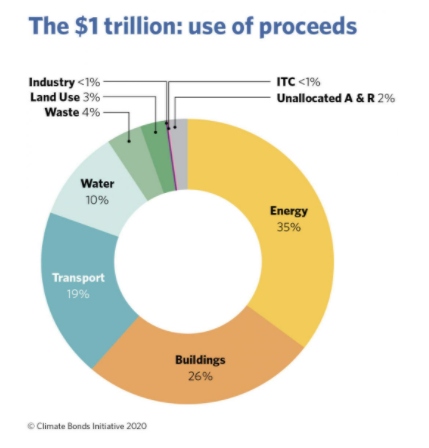 The $1 trillion: use of proceeds
Industry <1%
Land Use 3%
Waste 4%
ITC <1%
Unallocated A & R 2%
Water
10%
Energy
35%
Transport
19%
Buildings
26%
© Climate Bonds Initiative 2020